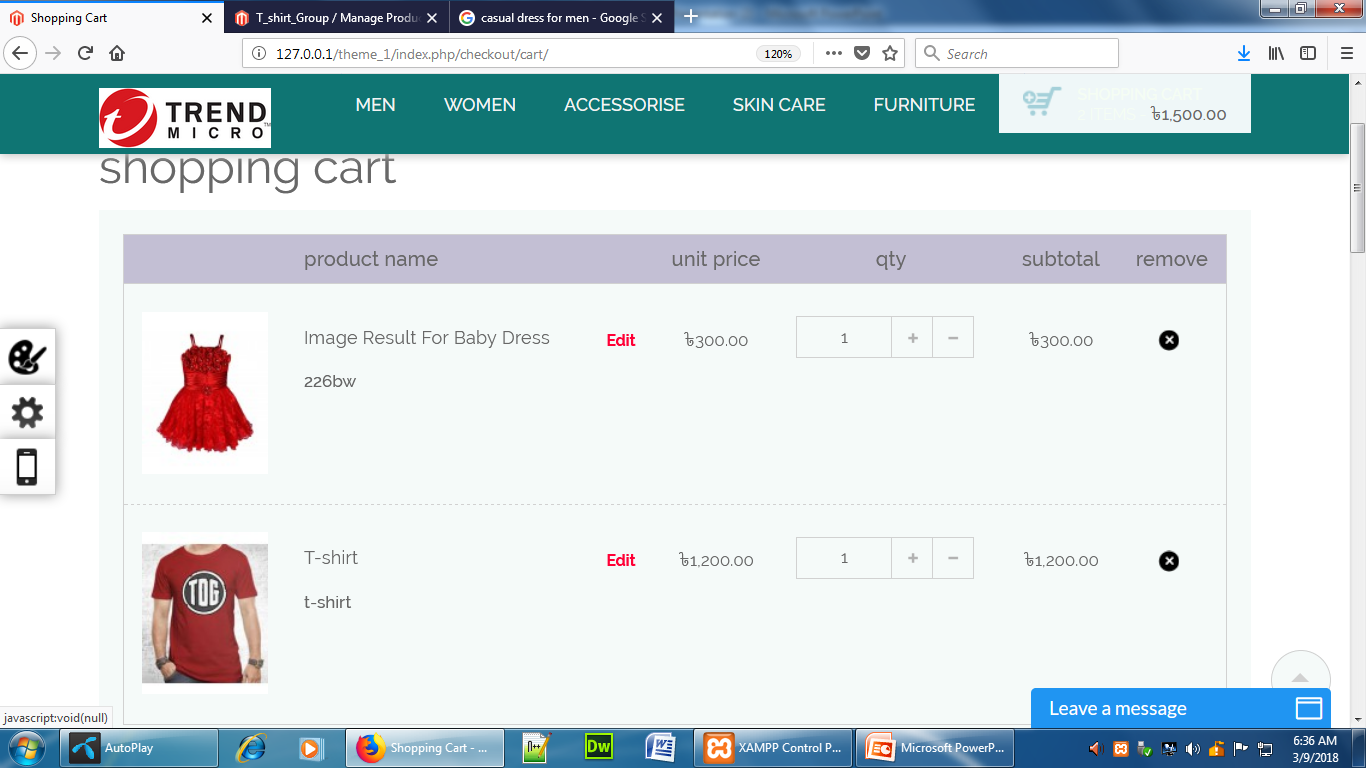 Shopping Cart
T_shirt_Group / Manage Produ
casual dress for men - Google S
127.0.0.1/theme_1/index.php/checkout/cart/
120%
Search
TREND
MICRO
MEN WOMEN ACCESSORISE SKIN CARE FURNITURE
SHOPPING CART
ITEMS ৳1,500.00
shopping cart
product name unit price qty subtotal remove
Image Result For Baby Dress Edit ৳300.00 1 + − ৳300.00
226bw
T-shirt Edit ৳1,200.00 1 + − ৳1,200.00
t-shirt
TOG
Leave a message
javascript:void(null)
AutoPlay
Shopping Cart - ...
XAMPP Control P...
Microsoft PowerP...
6:36 AM
3/9/2018